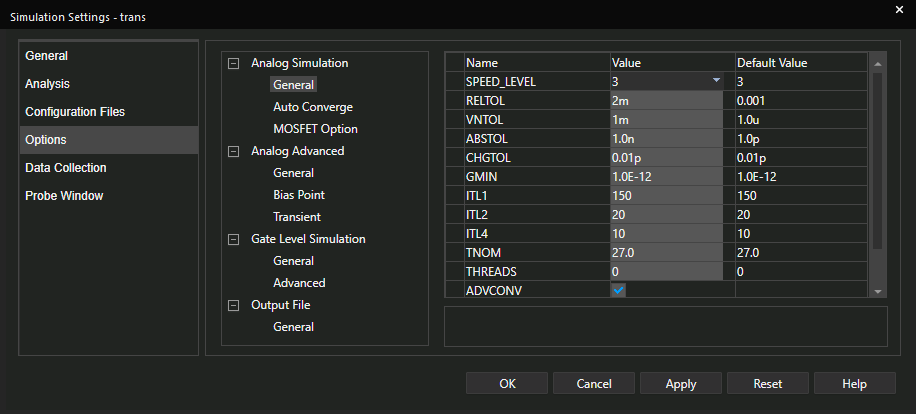 Simulation Settings - trans
General
Analysis
Configuration Files
Options
Data Collection
Probe Window
Analog Simulation
General
Auto Converge
MOSFET Option
Analog Advanced
General
Bias Point
Transient
Gate Level Simulation
General
Advanced
Output File
General
Name Value Default Value
SPEED_LEVEL 3 3
RELTOL 2m 0.001
VNTOL 1m 1.0u
ABSTOL 1.0n 1.0p
CHGTOL 0.01p 0.01p
GMIN 1.0E-12 1.0E-12
ITL1 150 150
ITL2 20 20
ITL4 10 10
TNOM 27.0 27.0
THREADS 0 0
ADVCONV
OK Cancel Apply Reset Help